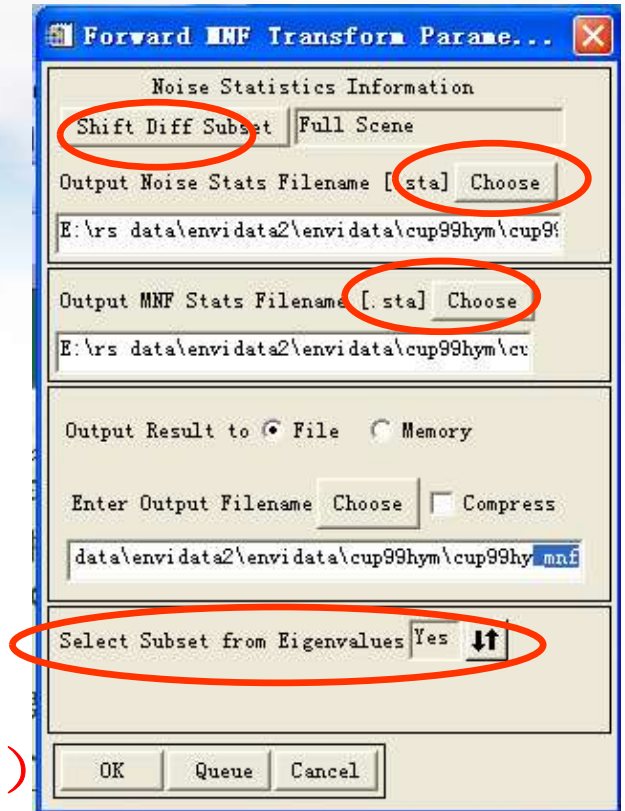 Forward MNF Transform Parame...
Noise Statistics Information
Shift Diff Subset Full Scene
Output Noise Stats Filename [.sta] Choose
E:\rs data\envidata2\envidata\cup99hym\cup99
Output MNF Stats Filename [.sta] Choose
E:\rs data\envidata2\envidata\cup99hym\cu
Output Result to File Memory
Enter Output Filename Choose Compress
data\envidata2\envidata\cup99hym\cup99hy mnf
Select Subset from Eigenvalues Yes
) OK Queue Cancel